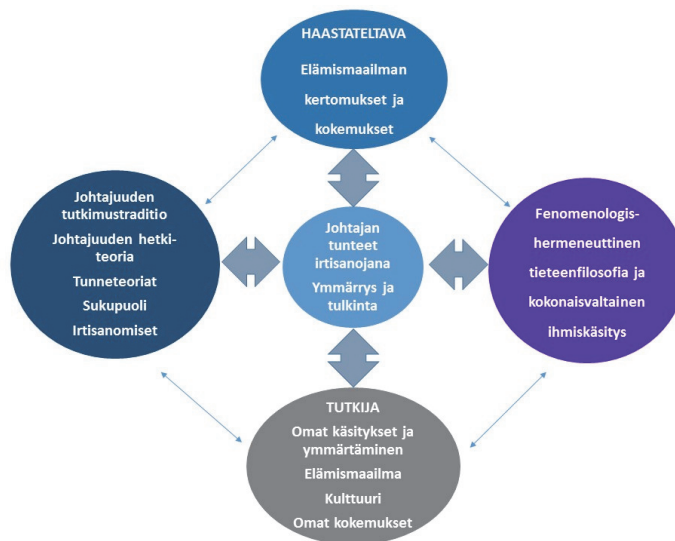 HAASTATELTAVA
Elämismaailman
kertomukset ja
kokemukset
Johtajuuden
tutkimustraditio
Johtajuuden hetki-
teoria
Tunneteoriat
Sukupuoli
Irtisanomiset
Johtajan
tunteet
irtisanojana
Ymmärrys ja
tulkinta
Fenomenologis-
hermeneuttinen
tieteenfilosofia ja
kokonaisvaltainen
ihmiskäsitys
TUTKIJA
Omat käsitykset ja
ymmärtäminen
Elämismaailma
Kulttuuri
Omat kokemukset